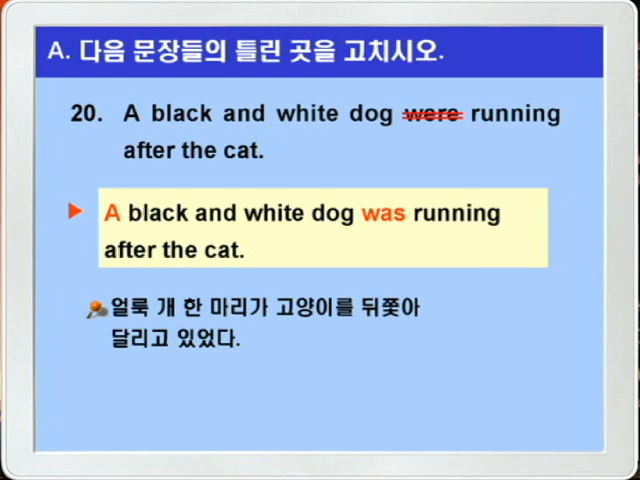 A. 다음 문장들의 틀린 곳을 고치시오.
20. A black and white dog were running
after the cat.
A black and white dog was running
after the cat.
얼룩 개 한 마리가 고양이를 뒤쫓아
달리고 있었다.